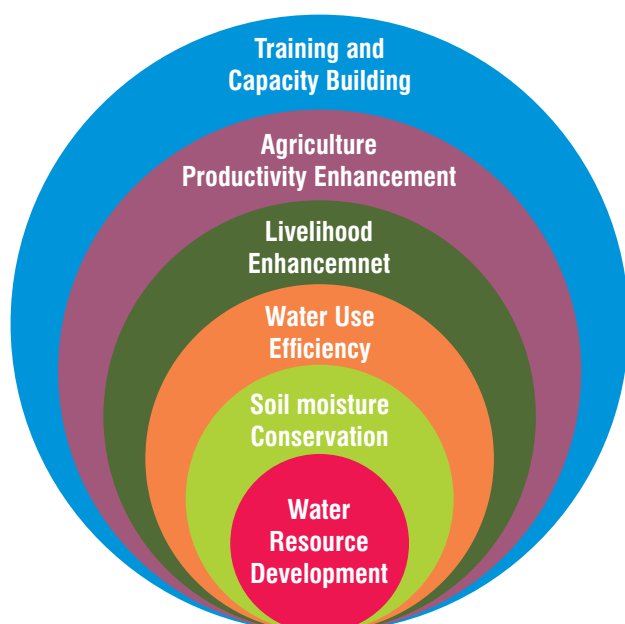 Training and
Capacity Building
Agriculture
Productivity Enhancement
Livelihood
Enhancemnet
Water Use
Efficiency
Soil moisture
Conservation
Water
Resource
Development